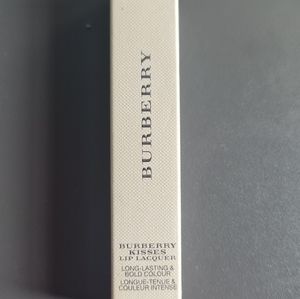 BURBERRY
BURBERRY
KISSES
LIP LACQUER
LONG-LASTING &
BOLD COLOUR
LONGUE-TENUE &
COULEUR INTENSE